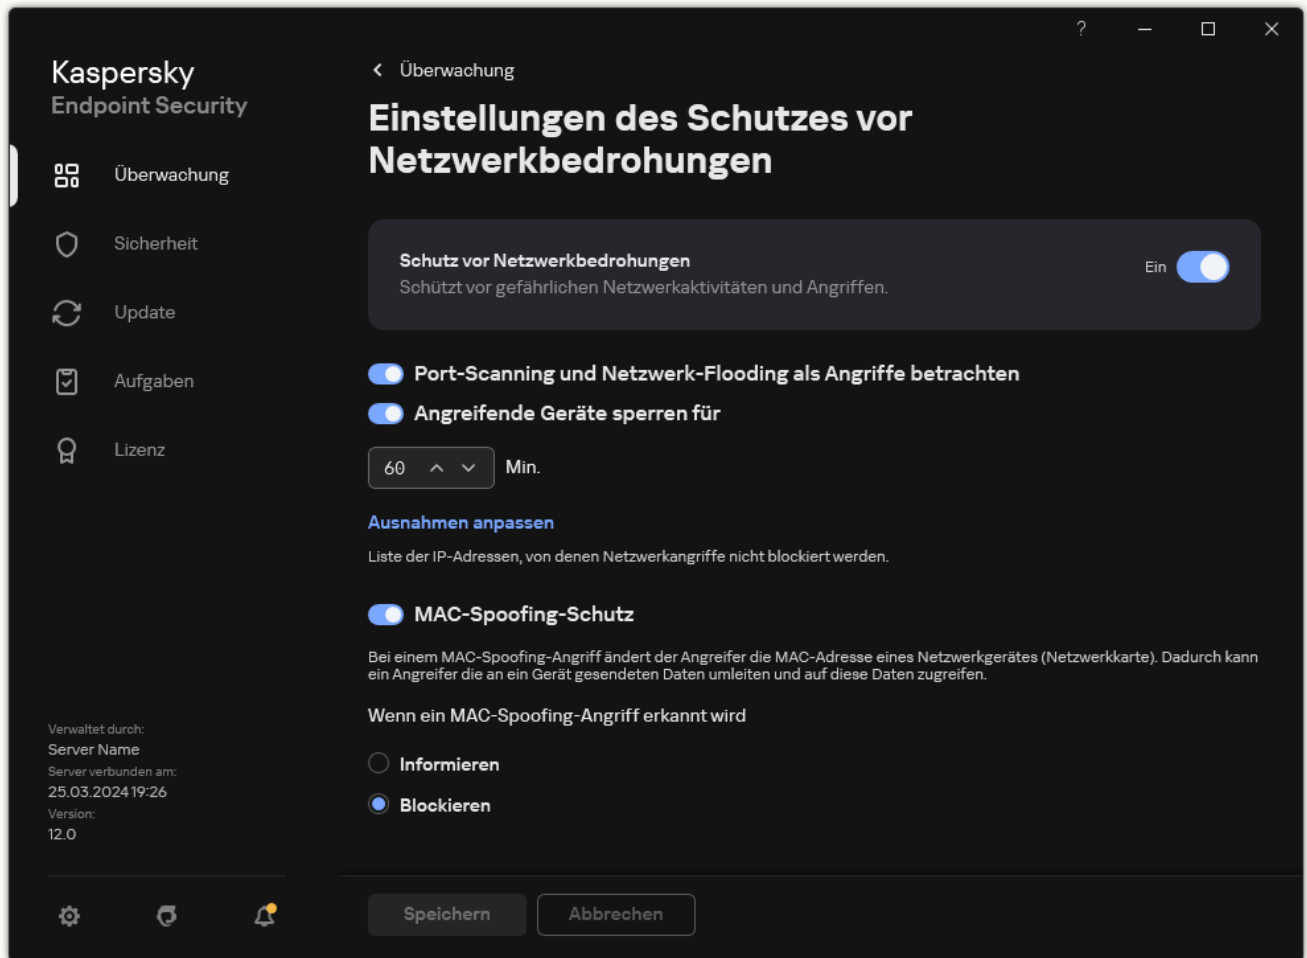 ?
Kaspersky
Endpoint Security
Überwachung
Sicherheit
Update
Aufgaben
Lizenz
Verwaltet durch:
Server Name
Server verbunden am:
25.03.2024 19:26
Version:
12.0
Überwachung
Einstellungen des Schutzes vor
Netzwerkbedrohungen
Schutz vor Netzwerkbedrohungen
Schützt vor gefährlichen Netzwerkaktivitäten und Angriffen.
Ein
Port-Scanning und Netzwerk-Flooding als Angriffe betrachten
Angreifende Geräte sperren für
60 Min.
Ausnahmen anpassen
Liste der IP-Adressen, von denen Netzwerkangriffe nicht blockiert werden.
MAC-Spoofing-Schutz
Bei einem MAC-Spoofing-Angriff ändert der Angreifer die MAC-Adresse eines Netzwerkgerätes (Netzwerkkarte). Dadurch kann
ein Angreifer die an ein Gerät gesendeten Daten umleiten und auf diese Daten zugreifen.
Wenn ein MAC-Spoofing-Angriff erkannt wird
Informieren
Blockieren
Speichern Abbrechen